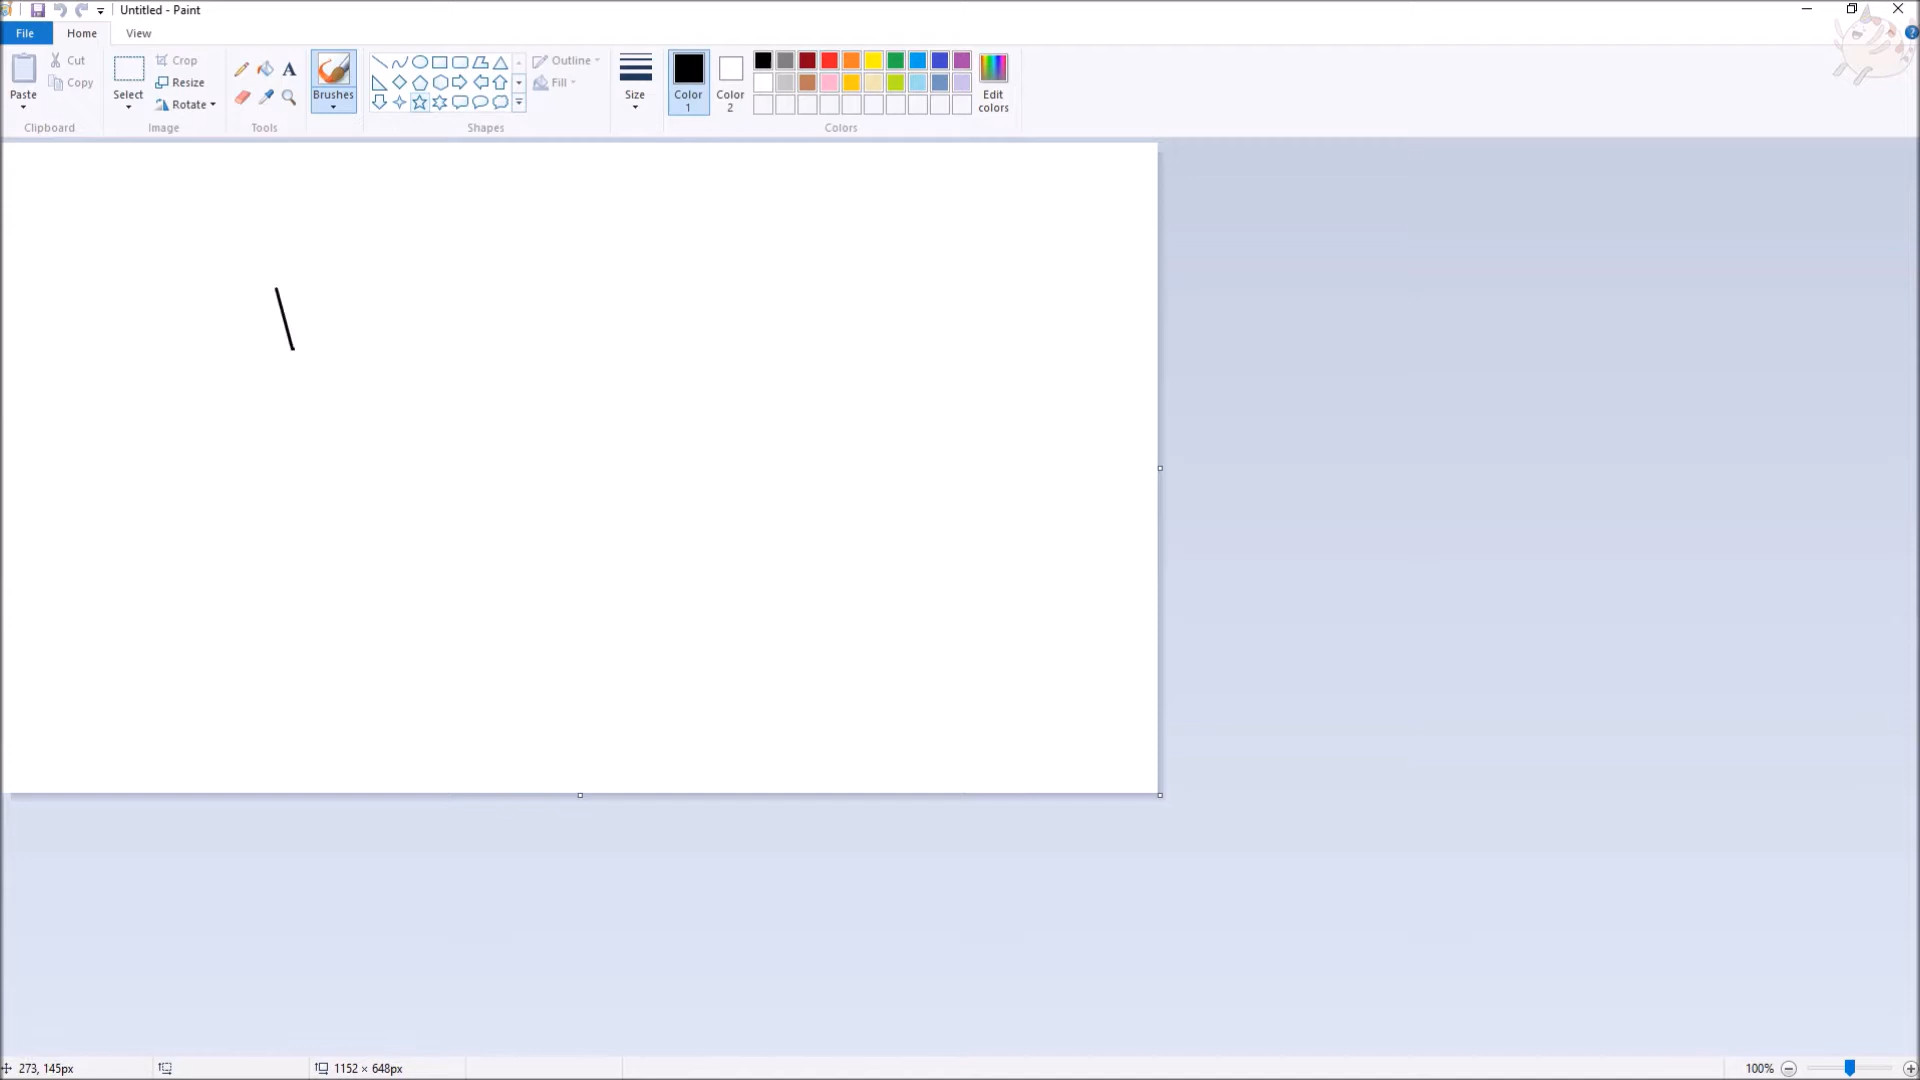 Untitled - Paint
File Home View
Paste Cut Copy
Clipboard
Select Crop Resize Rotate
Image
A
Tools
Brushes
Shapes
Outline Fill
Size
Color 1
Color 2
Edit colors
Colors
273, 145px
1152 × 648px
100%